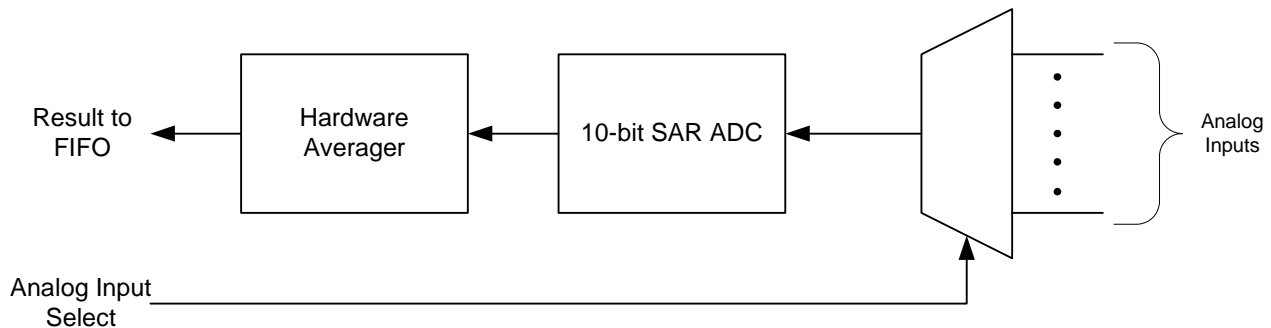 Result to
FIFO
Hardware
Averager
10-bit SAR ADC
Analog
Inputs
Analog Input
Select